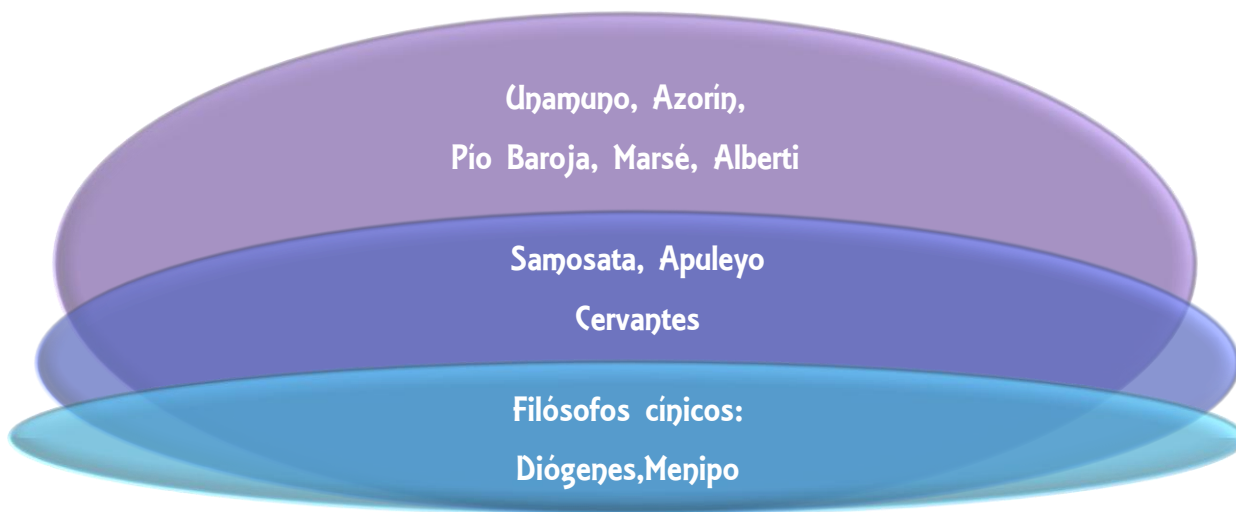 Unamuno, Azorín,
Pío Baroja, Marsé, Alberti
Samosata, Apuleyo
Cervantes
Filósofos cínicos:
Diógenes,Menipo